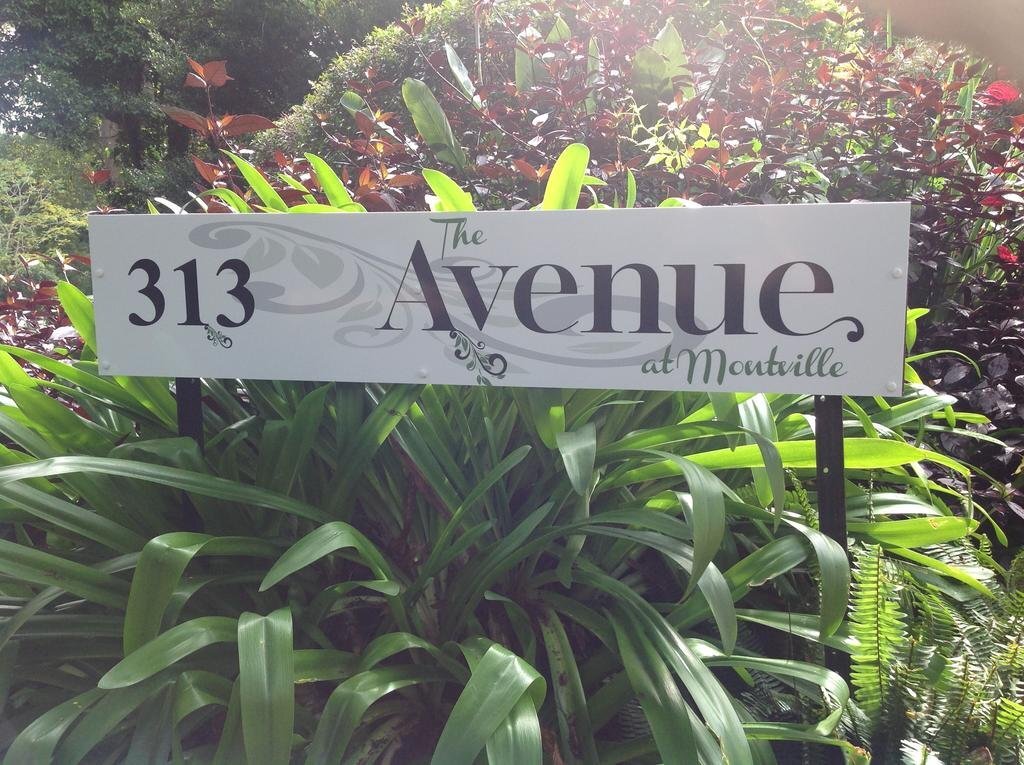 313 The Avenue
at Montville